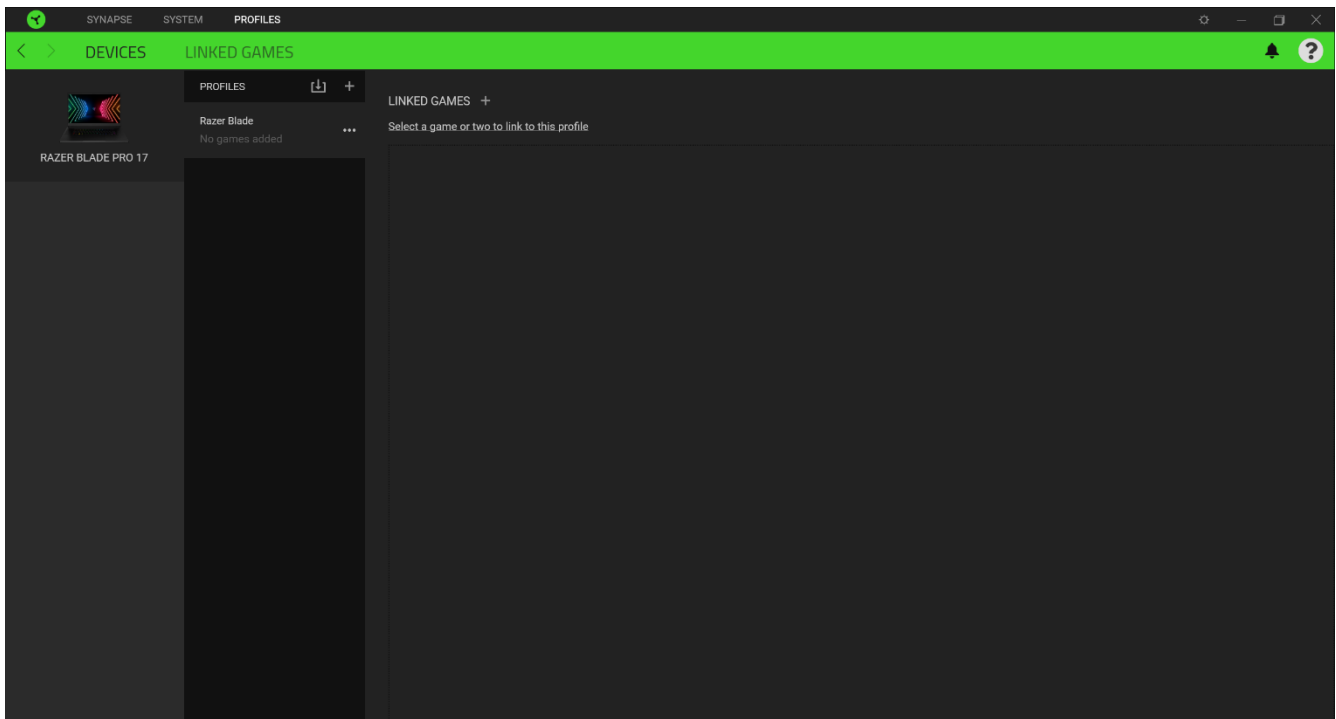 SYNAPSE SYSTEM PROFILES
DEVICES LINKED GAMES
RAZER BLADE PRO 17
PROFILES
Razer Blade
No games added
LINKED GAMES
Select a game or two to link to this profile